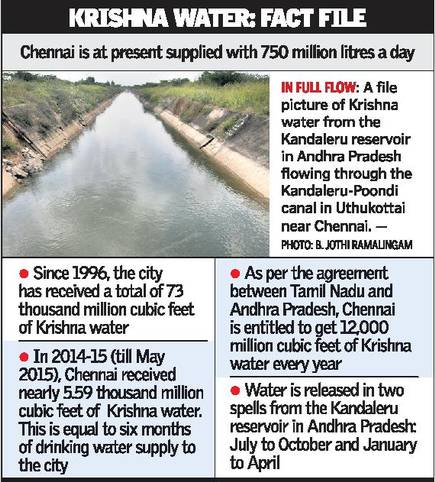 KRISHNA WATER: FACT FILE
Chennai is at present supplied with 750 million litres a day
IN FULL FLOW: A file
picture of Krishna
water from the
Kandaleru reservoir
in Andhra Pradesh
flowing through the
Kandaleru-Poondi
canal in Uthukottai
near Chennai. —
PHOTO: B. JOTHI RAMALINGAM
● Since 1996, the city
has received a total of 73
thousand million cubic feet
of Krishna water
● In 2014-15 (till May
2015), Chennai received
nearly 5.59 thousand million
cubic feet of Krishna water.
This is equal to six months
of drinking water supply to
the city
● As per the agreement
between Tamil Nadu and
Andhra Pradesh, Chennai
is entitled to get 12,000
million cubic feet of Krishna
water every year
● Water is released in two
spells from the Kandaleru
reservoir in Andhra Pradesh:
July to October and January
to April